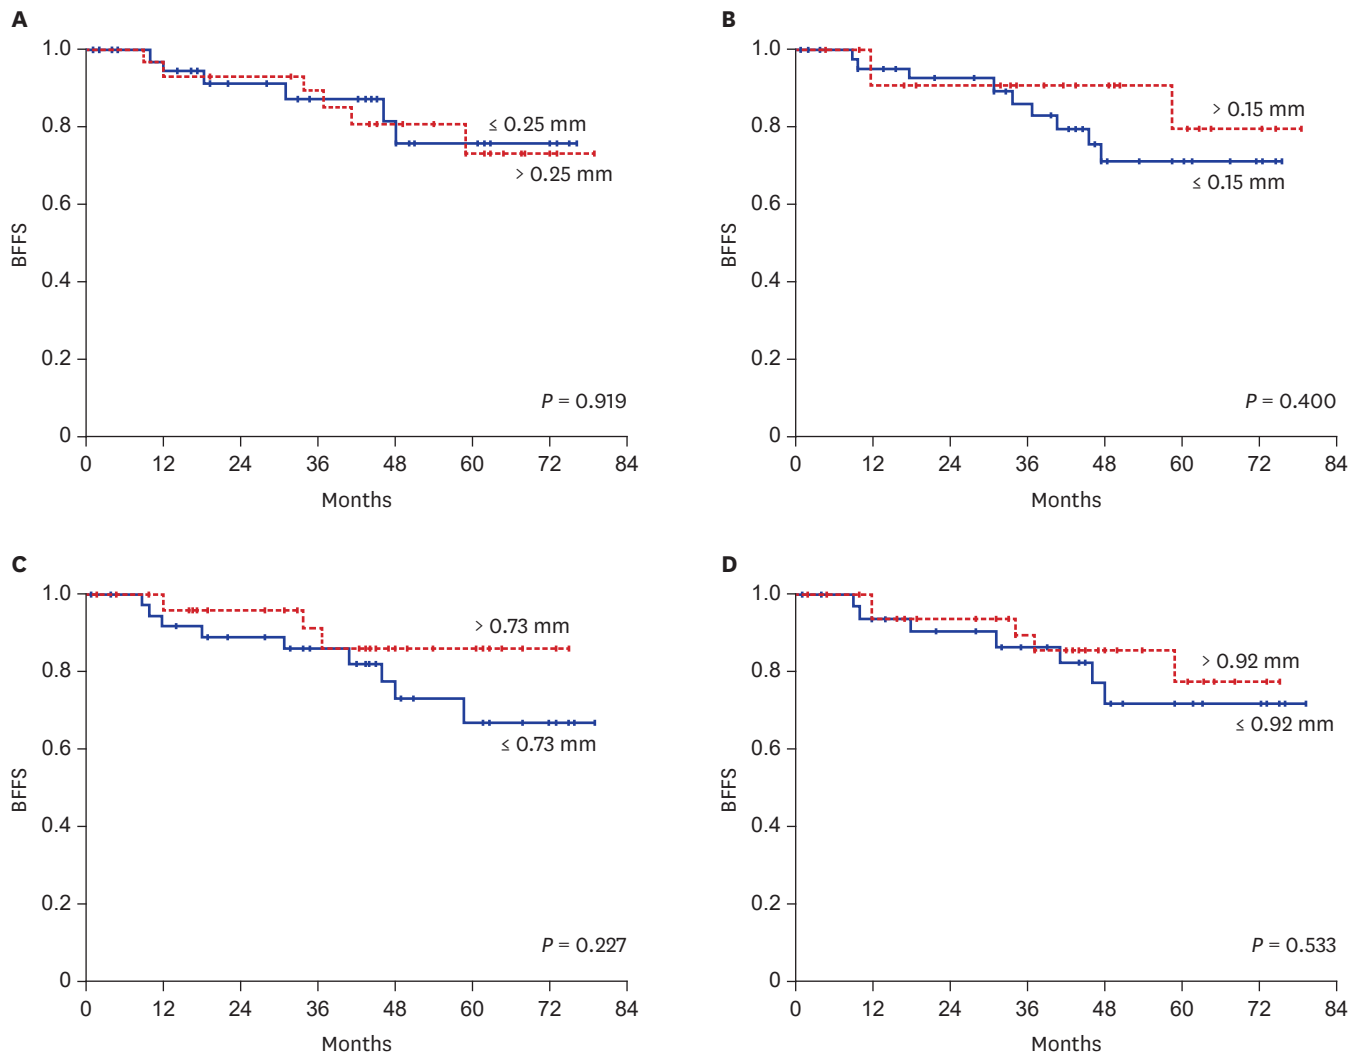 A
1.0
0.8
0.6
0.4
0.2
0
BFFS
≤ 0.25 mm
> 0.25 mm
P = 0.919
0 12 24 36 48 60 72 84
Months
B
1.0
0.8
0.6
0.4
0.2
0
BFFS
> 0.15 mm
≤ 0.15 mm
P = 0.400
0 12 24 36 48 60 72 84
Months
C
1.0
0.8
0.6
0.4
0.2
0
BFFS
> 0.73 mm
≤ 0.73 mm
P = 0.227
0 12 24 36 48 60 72 84
Months
D
1.0
0.8
0.6
0.4
0.2
0
BFFS
> 0.92 mm
≤ 0.92 mm
P = 0.533
0 12 24 36 48 60 72 84
Months